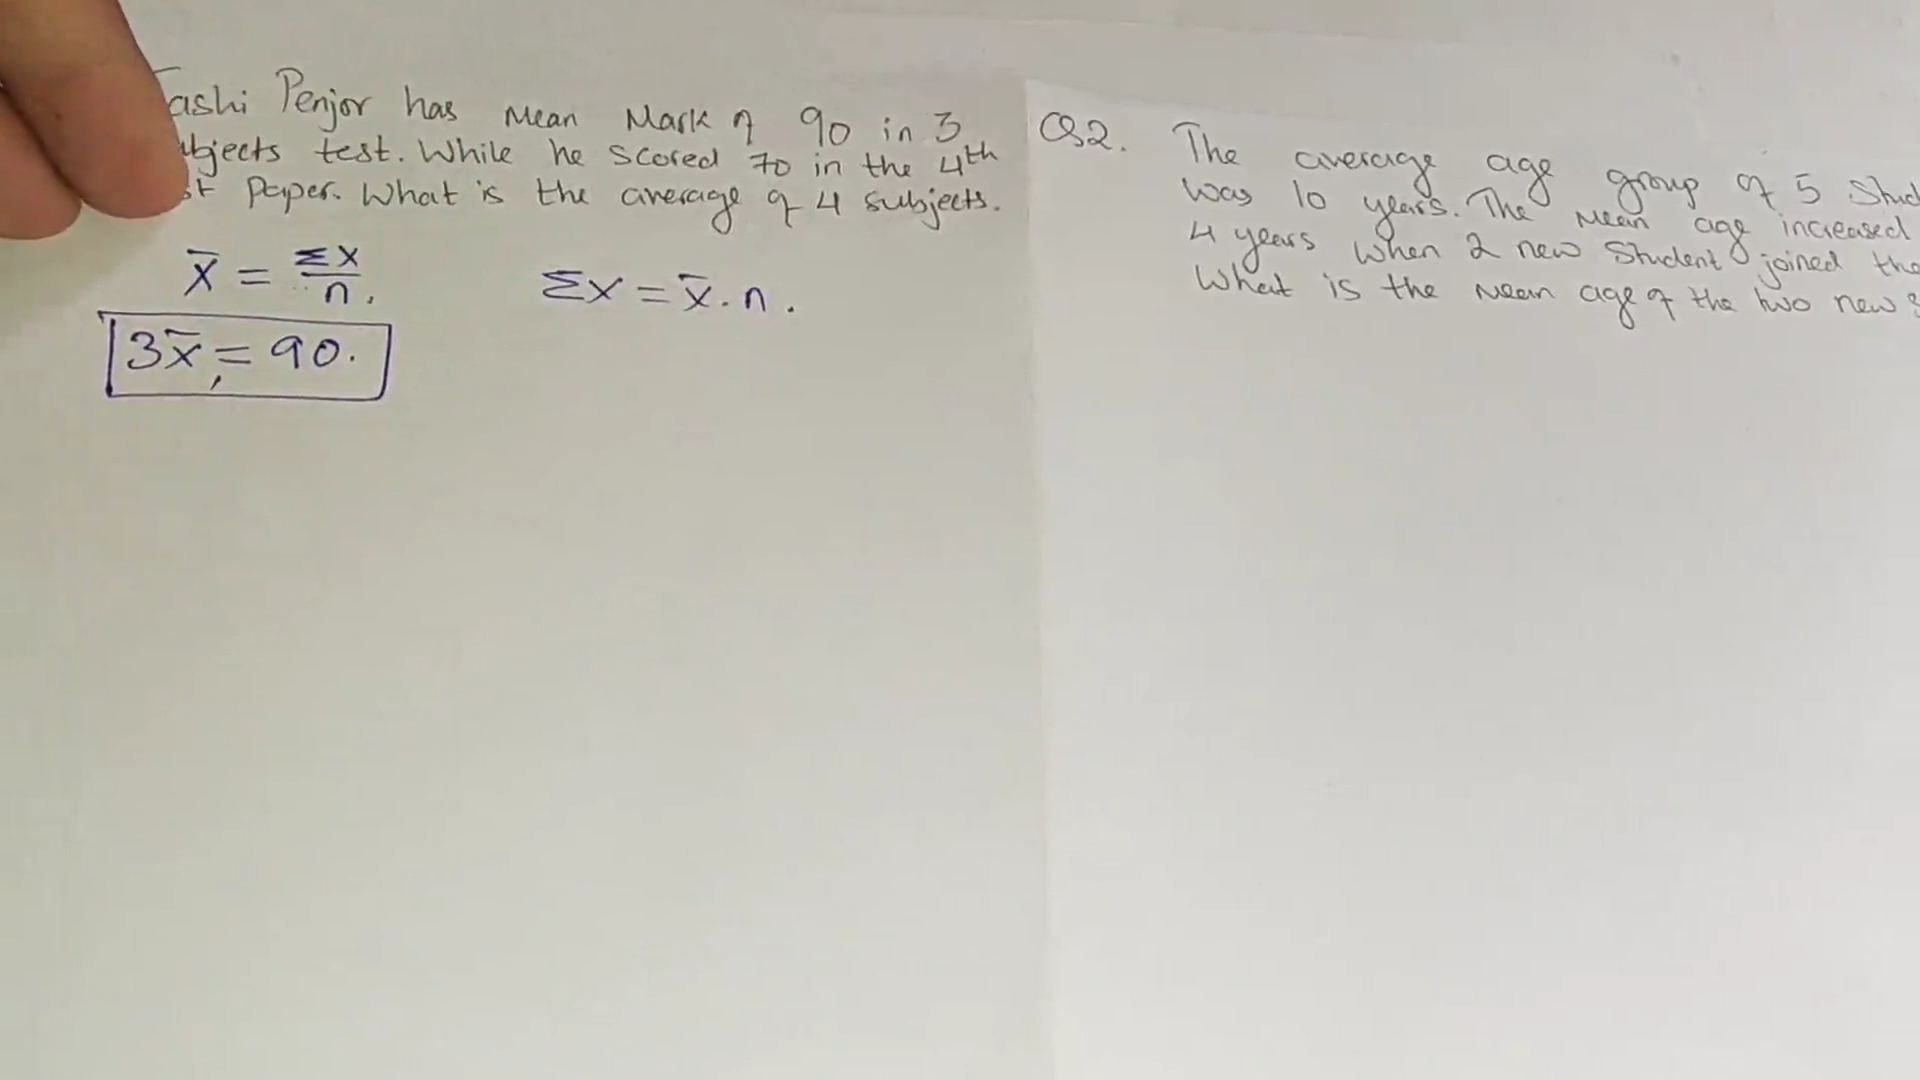 ashi Penjor has Mean Mark of 90 in 3
bjects test. While he scored 70 in the 4th
st Paper. What is the average of 4 subjects.
x̄ = Σx/n.
Σx = x̄ . n .
3x̄, = 90.
Qs2. The average age group of 5 Stud
was 10 years. The Mean age increased
4 years when 2 new Student joined the
What is the Mean age of the two new s